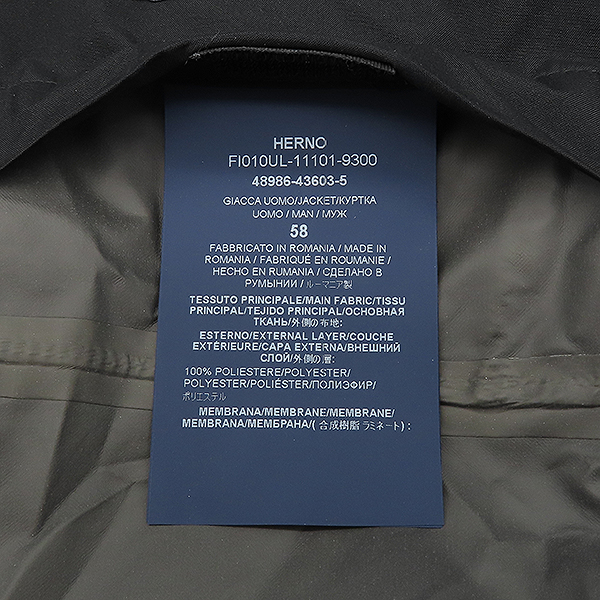 HERNO
FI010UL-11101-9300
48986-43603-5
GIACCA UOMO/JACKET/КУРТКА
UOMO / MAN / МУЖ
58
FABBRICATO IN ROMANIA / MADE IN
ROMANIA / FABRIQUÉ EN ROUMANIE /
HECHO EN RUMANIA / СДЕЛАНО В
РУМЫНИИ / ルーマニア製
TESSUTO PRINCIPALE/MAIN FABRIC/TISSU
PRINCIPAL/TEJIDO PRINCIPAL/ОСНОВНАЯ
ТКАНЬ/外側の布地:
ESTERNO/EXTERNAL LAYER/COUCHE
EXTÉRIEURE/CAPA EXTERNA/ВНЕШНИЙ
СЛОЙ/外側の層:
100% POLIESTERE/POLYESTER/
POLYESTER/POLIÉSTER/ПОЛИЭФИР/
ポリエステル
MEMBRANA/MEMBRANE/MEMBRANE/
MEMBRANA/МЕМБРАНА/( 合成樹脂 ラミネート ):